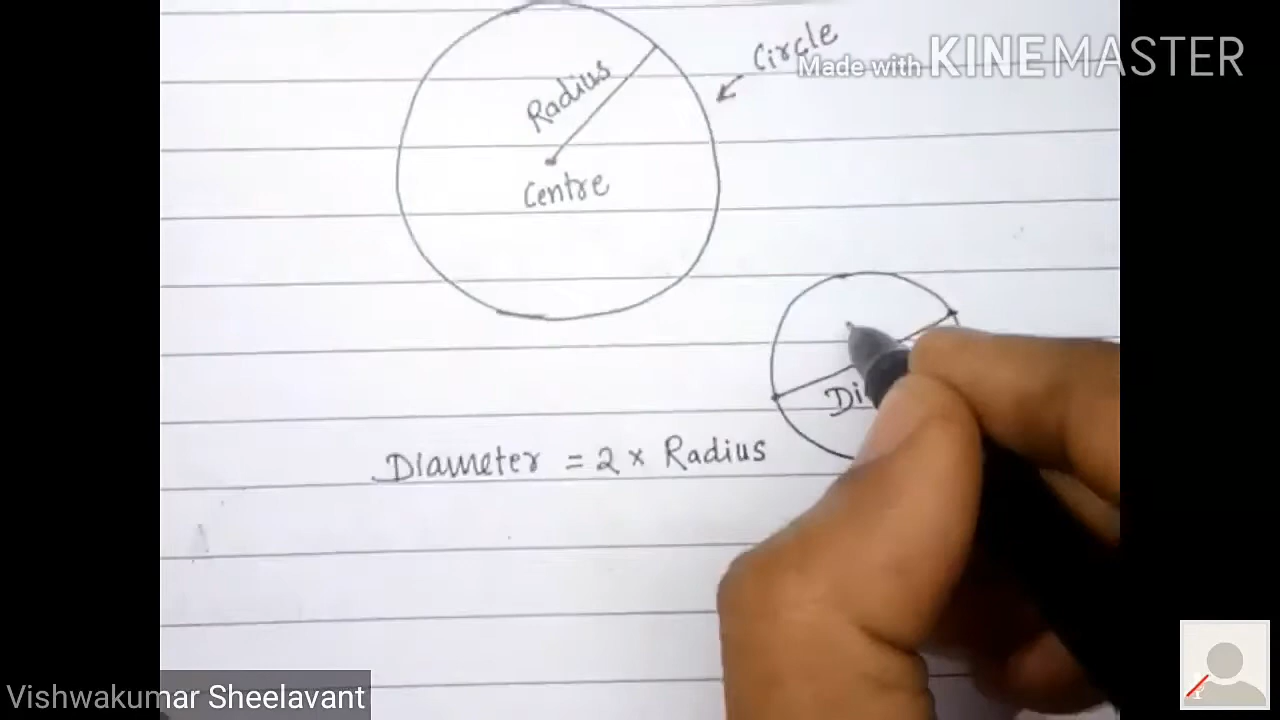 Circle
Made with KINEMASTER
Radius
Centre
Diameter = 2 × Radius
Vishwakumar Sheelavant